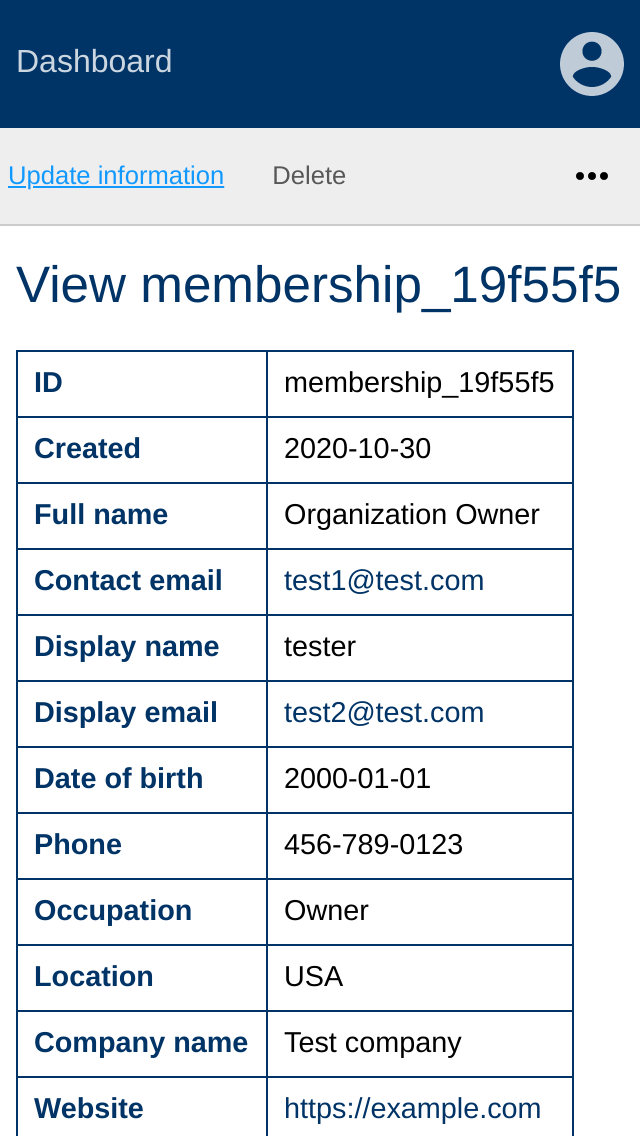 Dashboard
Update information Delete
View membership_19f55f5
ID membership_19f55f5
Created 2020-10-30
Full name Organization Owner
Contact email test1@test.com
Display name tester
Display email test2@test.com
Date of birth 2000-01-01
Phone 456-789-0123
Occupation Owner
Location USA
Company name Test company
Website https://example.com